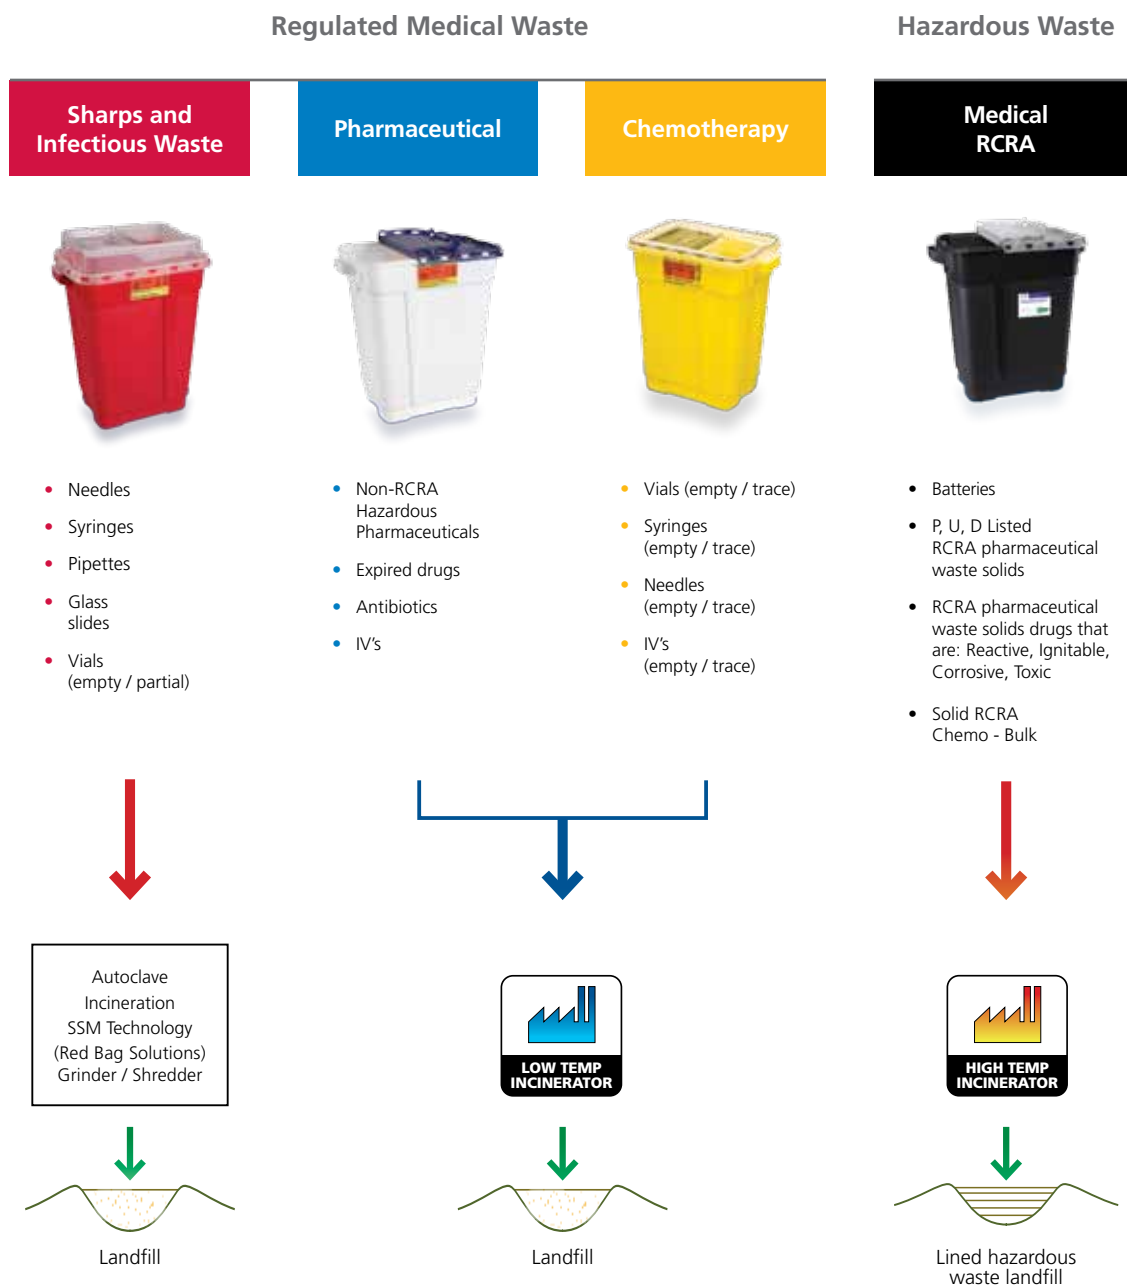 Regulated Medical Waste
Hazardous Waste
Sharps and
Infectious Waste
Pharmaceutical
Chemotherapy
Medical
RCRA
• Needles
• Syringes
• Pipettes
• Glass
slides
• Vials
(empty / partial)
• Non-RCRA
Hazardous
Pharmaceuticals
• Expired drugs
• Antibiotics
• IV's
• Vials (empty / trace)
• Syringes
(empty / trace)
• Needles
(empty / trace)
• IV's
(empty / trace)
• Batteries
• P, U, D Listed
RCRA pharmaceutical
waste solids
• RCRA pharmaceutical
waste solids drugs that
are: Reactive, Ignitable,
Corrosive, Toxic
• Solid RCRA
Chemo - Bulk
Autoclave
Incineration
SSM Technology
(Red Bag Solutions)
Grinder / Shredder
LOW TEMP
INCINERATOR
HIGH TEMP
INCINERATOR
Landfill
Landfill
Lined hazardous
waste landfill